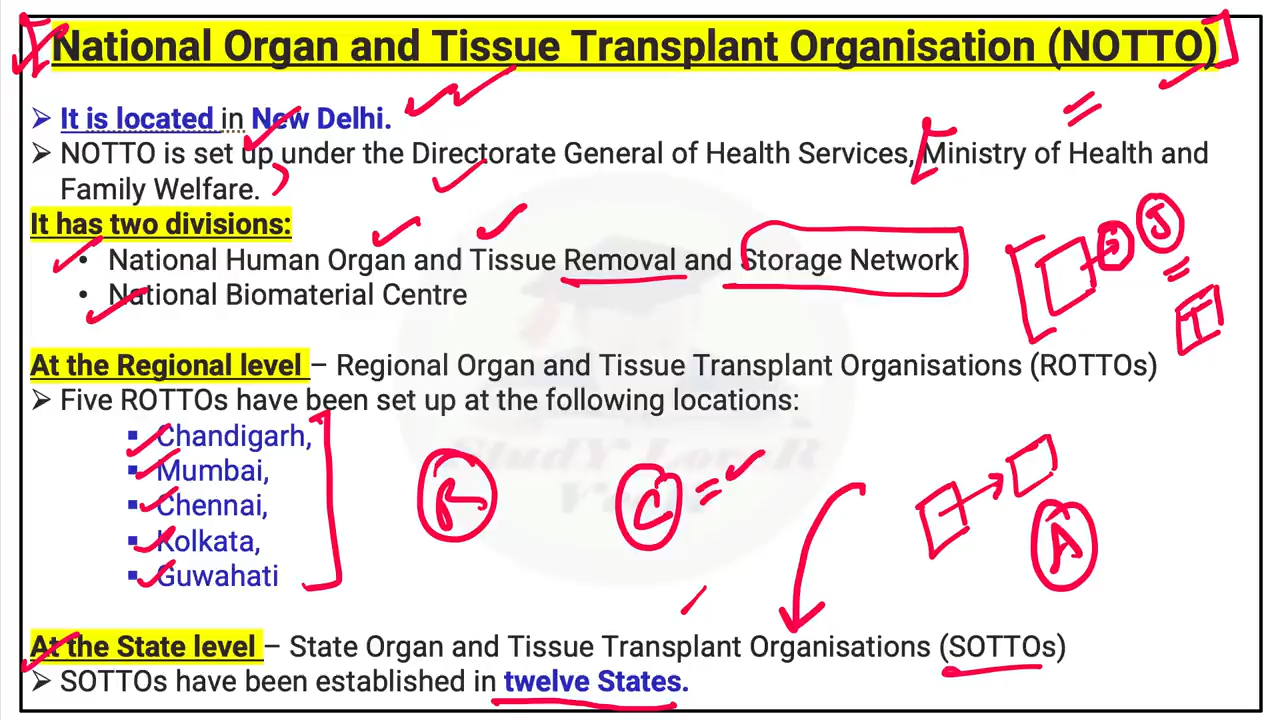 National Organ and Tissue Transplant Organisation (NOTTO)
➢ It is located in New Delhi.
➢ NOTTO is set up under the Directorate General of Health Services, Ministry of Health and
Family Welfare.
It has two divisions:
• National Human Organ and Tissue Removal and Storage Network
• National Biomaterial Centre
S J
T
At the Regional level – Regional Organ and Tissue Transplant Organisations (ROTTOs)
➢ Five ROTTOs have been set up at the following locations:
▪ Chandigarh,
▪ Mumbai,
▪ Chennai,
▪ Kolkata,
▪ Guwahati
C =
A
StudY LoveR
At the State level – State Organ and Tissue Transplant Organisations (SOTTOs)
➢ SOTTOs have been established in twelve States.